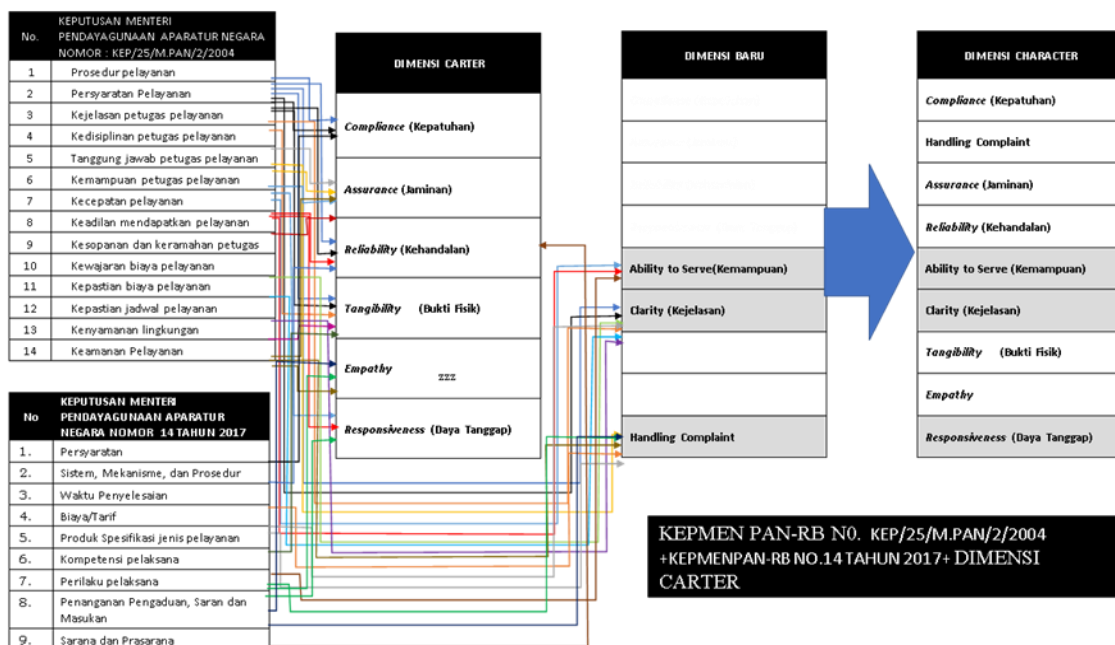 No.
KEPUTUSAN MENTERI
PENDAYAGUNAAN APARATUR NEGARA
NOMOR : KEP/25/M.PAN/2/2004
1 Prosedur pelayanan
2 Persyaratan Pelayanan
3 Kejelasan petugas pelayanan
4 Kedisiplinan petugas pelayanan
5 Tanggung jawab petugas pelayanan
6 Kemampuan petugas pelayanan
7 Kecepatan pelayanan
8 Keadilan mendapatkan pelayanan
9 Kesopanan dan keramahan petugas
10 Kewajaran biaya pelayanan
11 Kepastian biaya pelayanan
12 Kepastian jadwal pelayanan
13 Kenyamanan lingkungan
14 Keamanan Pelayanan
No
KEPUTUSAN MENTERI
PENDAYAGUNAAN APARATUR
NEGARA NOMOR 14 TAHUN 2017
1. Persyaratan
2. Sistem, Mekanisme, dan Prosedur
3. Waktu Penyelesaian
4. Biaya/Tarif
5. Produk Spesifikasi jenis pelayanan
6. Kompetensi pelaksana
7. Perilaku pelaksana
8. Penanganan Pengaduan, Saran dan
Masukan
9. Sarana dan Prasarana
DIMENSI CARTER
Compliance (Kepatuhan)
Assurance (Jaminan)
Reliability (Kehandalan)
Tangibility (Bukti Fisik)
Empathy
zzz
Responsiveness (Daya Tanggap)
DIMENSI BARU
Ability to Serve(Kemampuan)
Clarity (Kejelasan)
Handling Complaint
DIMENSI CHARACTER
Compliance (Kepatuhan)
Handling Complaint
Assurance (Jaminan)
Reliability (Kehandalan)
Ability to Serve (Kemampuan)
Clarity (Kejelasan)
Tangibility (Bukti Fisik)
Empathy
Responsiveness (Daya Tanggap)
KEPMEN PAN-RB N0. KEP/25/M.PAN/2/2004
+KEPMENPAN-RB NO.14 TAHUN 2017+ DIMENSI
CARTER